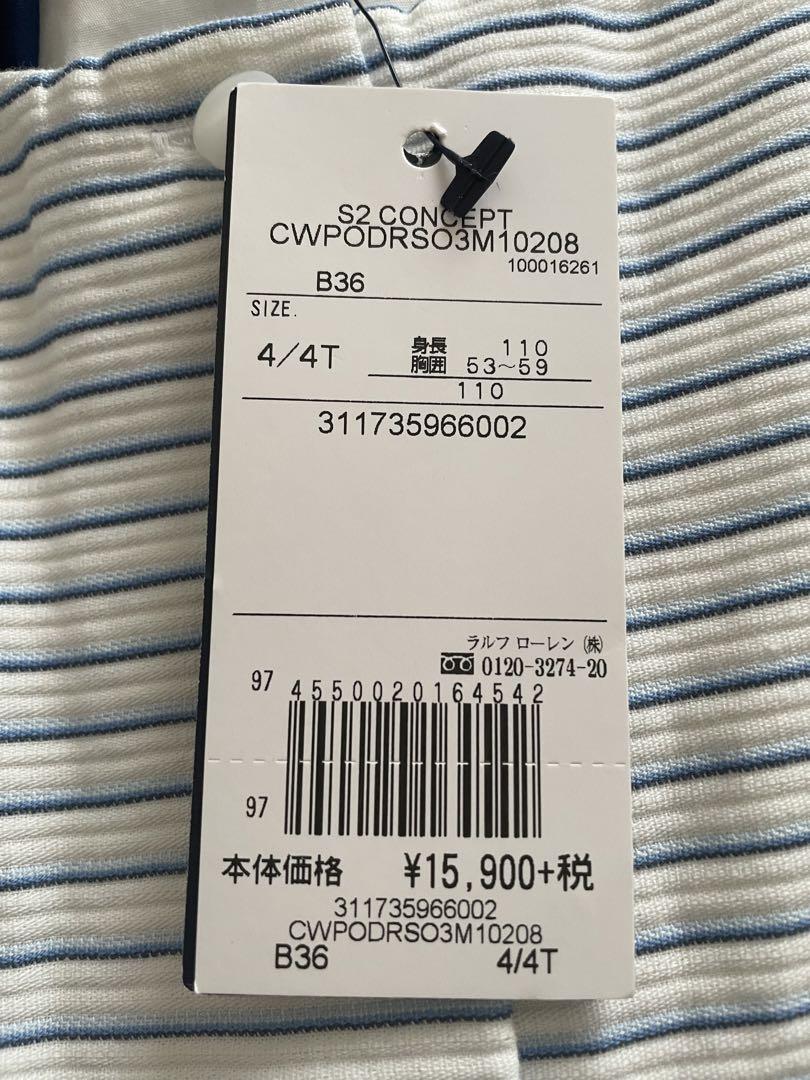 S2 CONCEPT
CWPODRSO3M10208
100016261
B36
SIZE.
4/4T
身長 110
胸囲 53~59
110
311735966002
ラルフ ローレン (株)
0120-3274-20
97
4550020164542
97
本体価格 ¥15,900+税
311735966002
CWPODRSO3M10208
B36 4/4T